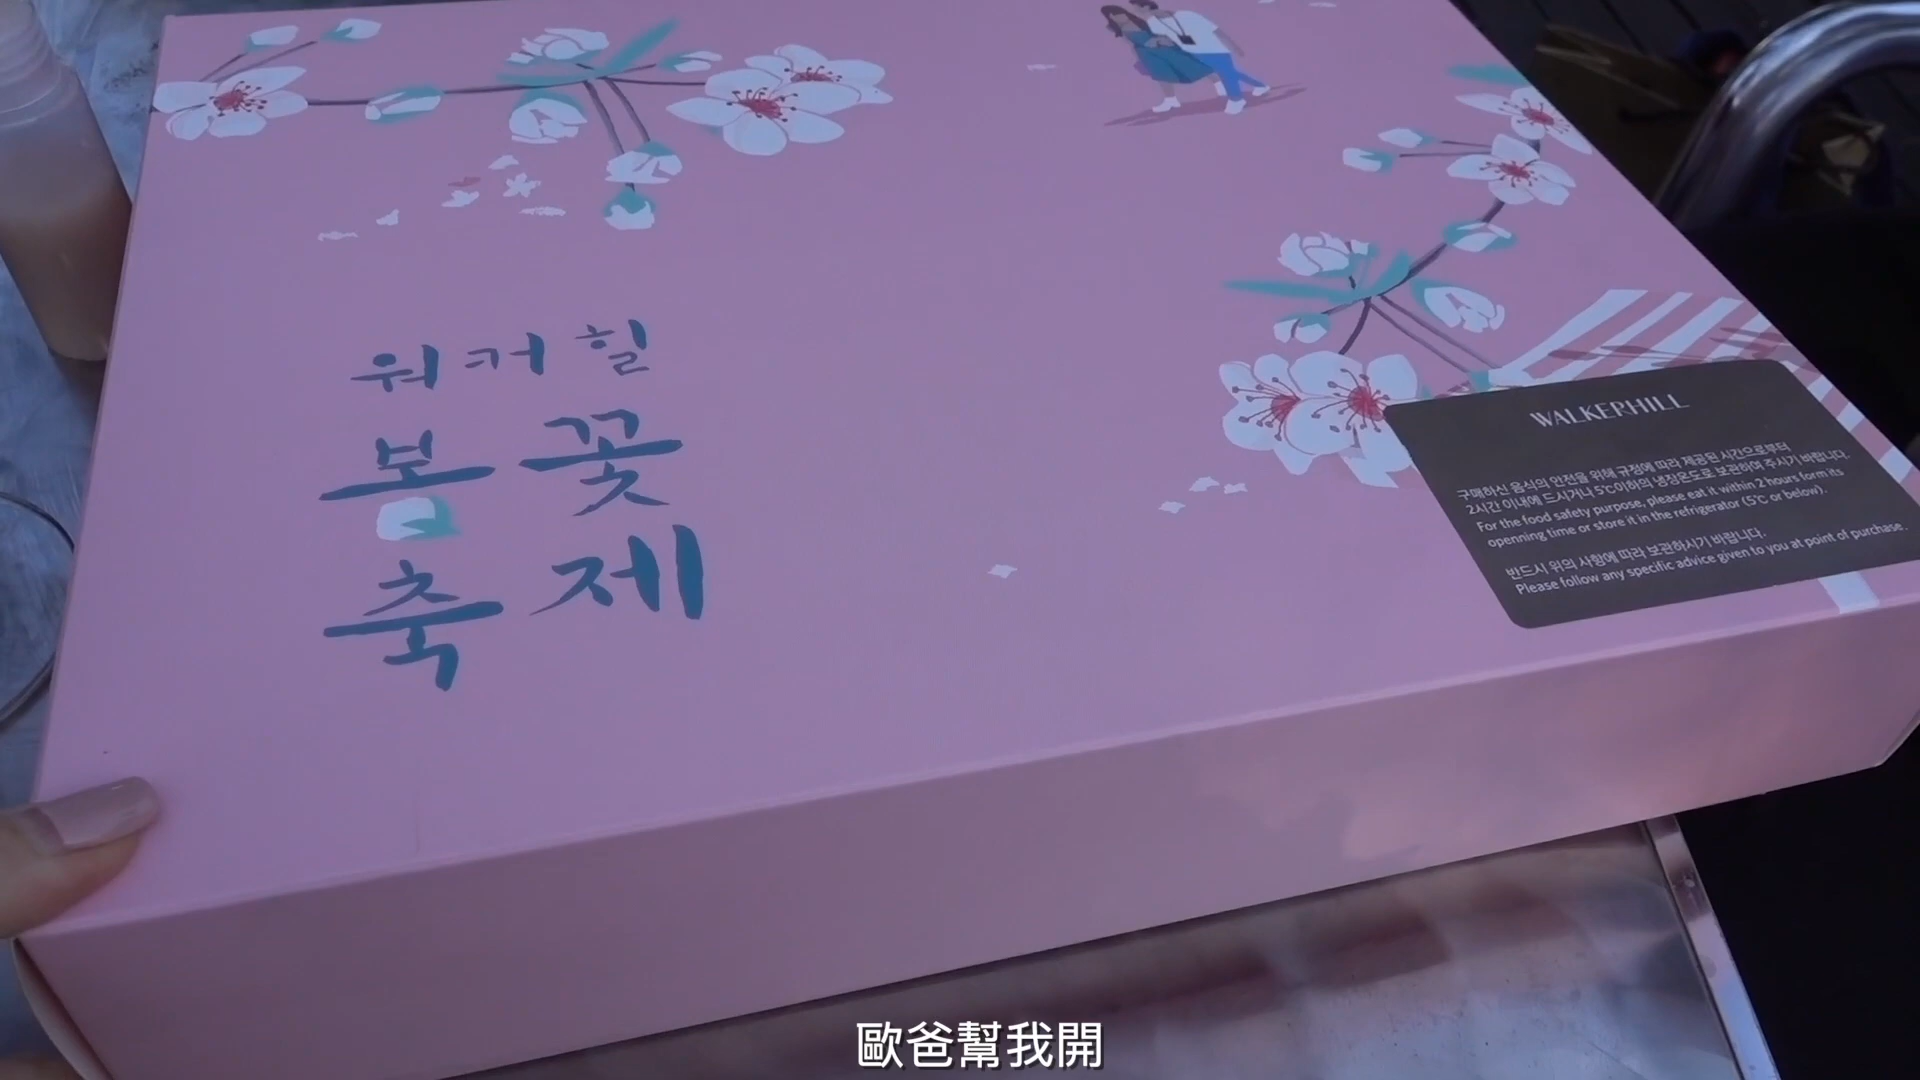 워커힐
봄꽃
축제
WALKERHILL
구매하신 음식의 안전을 위해 규정에 따라 제공된 시간으로부터
2시간 이내에 드시거나 5℃이하의 냉장온도로 보관하여 주시기 바랍니다.
For the food safety purpose, please eat it within 2 hours form its
openning time or store it in the refrigerator (5℃ or below).
반드시 위의 사항에 따라 보관하시기 바랍니다.
Please follow any specific advice given to you at point of purchase.
歐爸幫我開